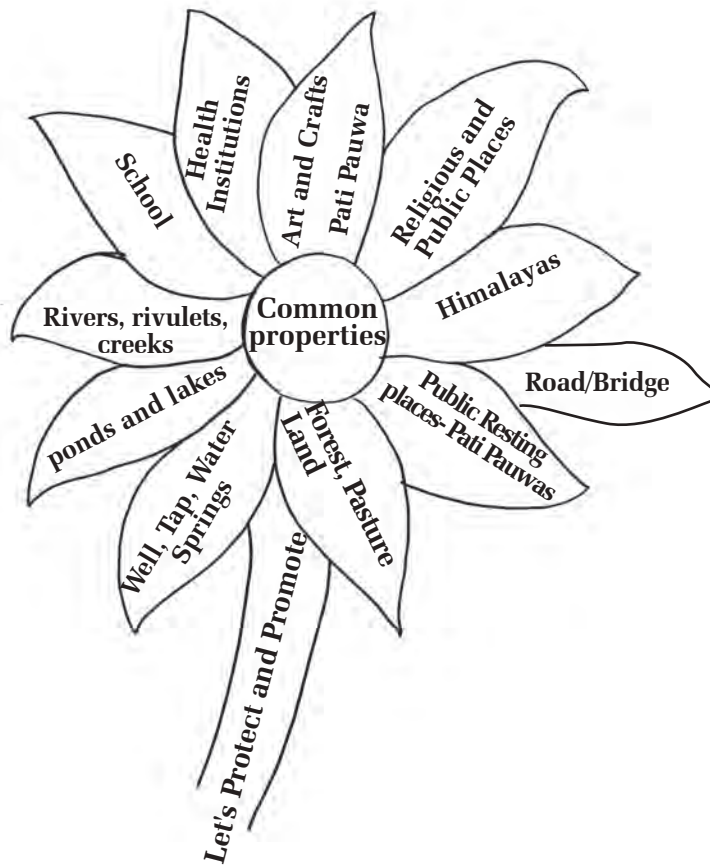 Health
Institutions
Art and Crafts
Pati Pauwa
Religious and
Public Places
School
Himalayas
Rivers, rivulets,
creeks
Common
properties
Road/Bridge
Public Resting
places- Pati Pauwas
ponds and lakes
Forest, Pasture
Land
Well, Tap, Water
Springs
Let's Protect and Promote